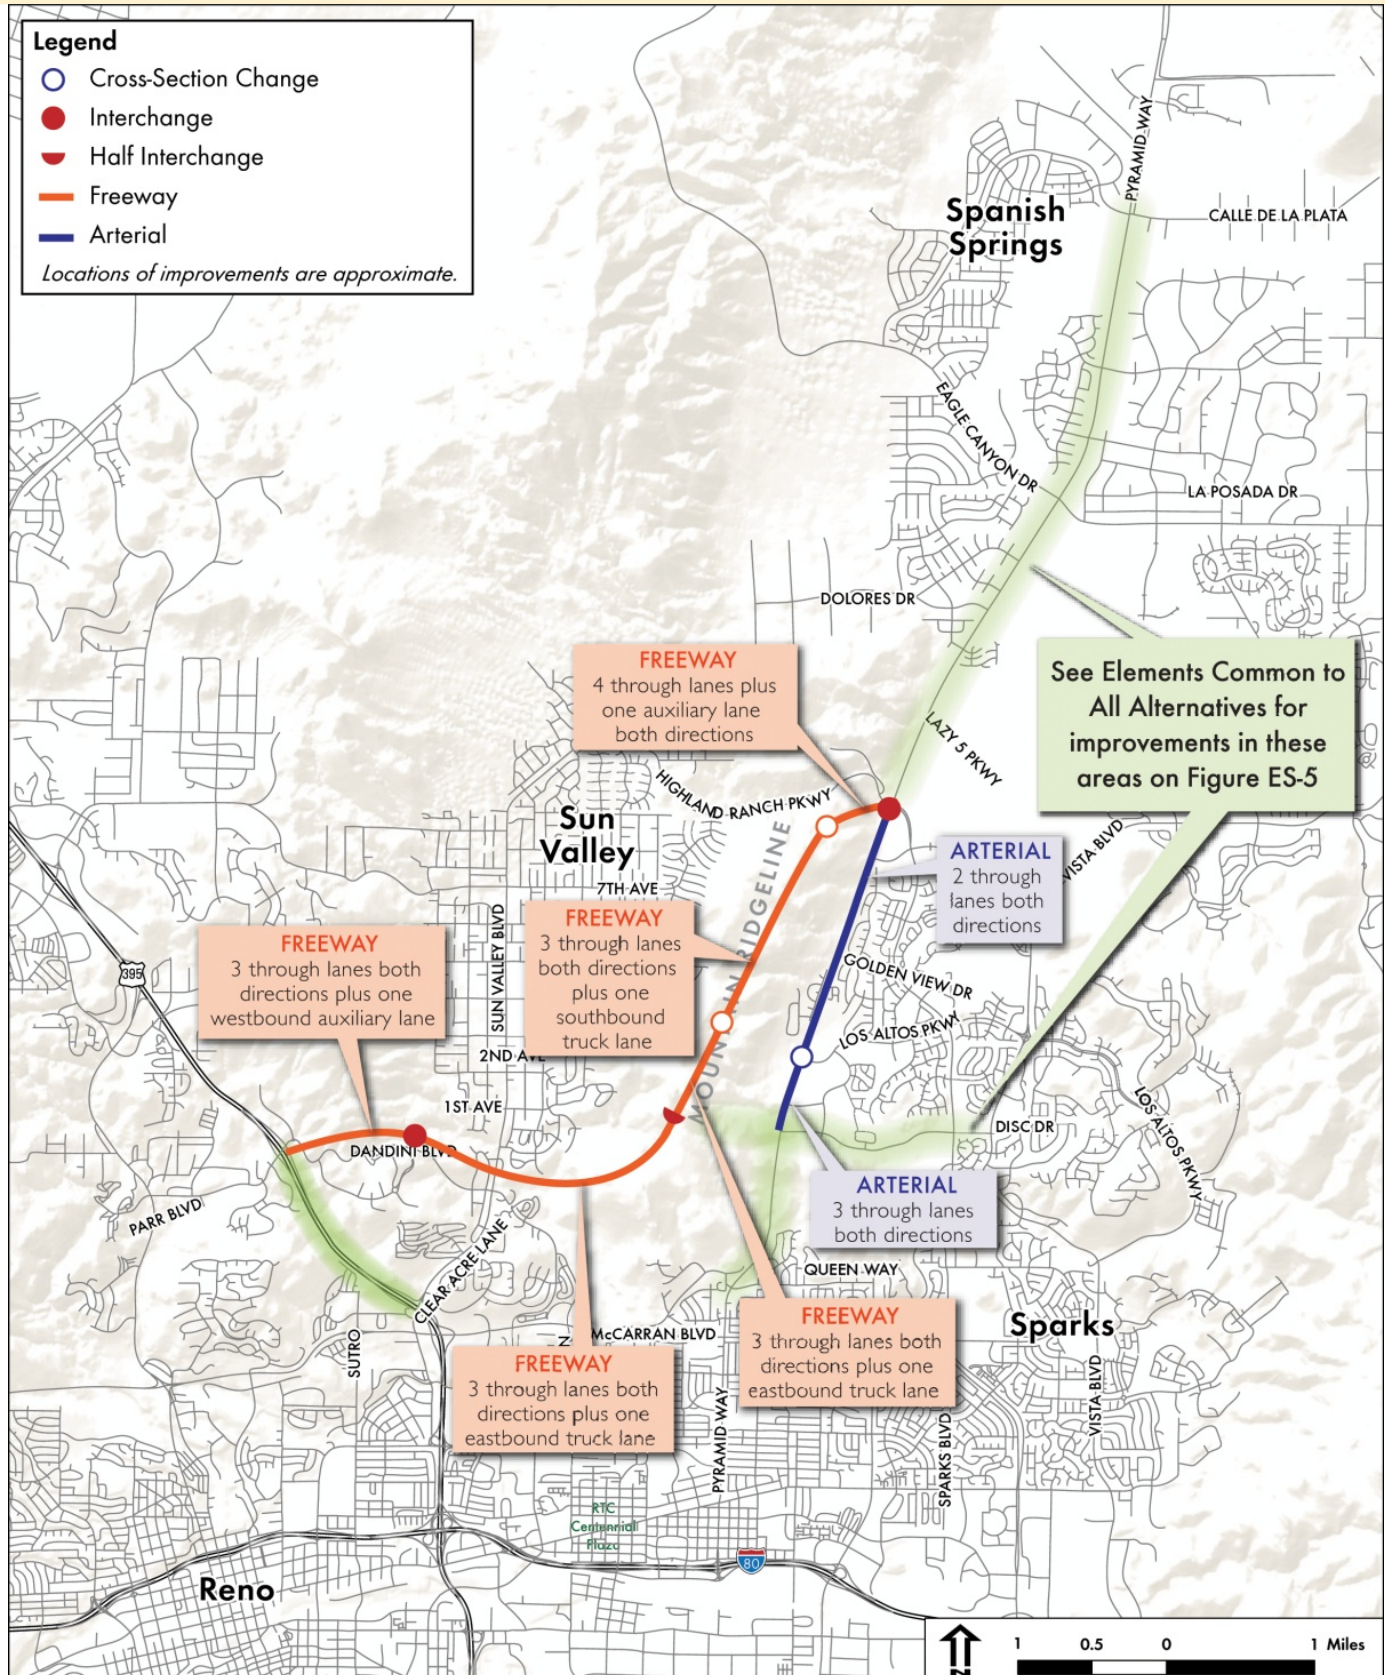 Legend
Cross-Section Change
Interchange
Half Interchange
Freeway
Arterial
Locations of improvements are approximate.
PYRAMID WAY
Spanish
Springs
CALLE DE LA PLATA
EAGLE CANYON DR
LA POSADA DR
DOLORES DR
FREEWAY
4 through lanes plus
one auxiliary lane
both directions
See Elements Common to
All Alternatives for
improvements in these
areas on Figure ES-5
LAZY 5 PKWY
HIGHLAND RANCH PKWY
Sun
Valley
7TH AVE
MOUNTAIN RIDGELINE
ARTERIAL
2 through
lanes both
directions
VISTA BLVD
FREEWAY
3 through lanes
both directions
plus one
southbound
truck lane
SUN VALLEY BLVD
FREEWAY
3 through lanes both
directions plus one
westbound auxiliary lane
395
GOLDEN VIEW DR
LOS ALTOS PKWY
2ND AVE
1ST AVE
DANDINI BLVD
DISC DR
LOS ALTOS PKWY
PARR BLVD
ARTERIAL
3 through lanes
both directions
CLEAR ACRE LANE
QUEEN WAY
SUTRO
N
McCARRAN BLVD
FREEWAY
3 through lanes both
directions plus one
eastbound truck lane
FREEWAY
3 through lanes both
directions plus one
eastbound truck lane
Sparks
VISTA BLVD
PYRAMID WAY
SPARKS BLVD
RTC
Centennial
Plaza
80
Reno
N
1 0.5 0 1 Miles